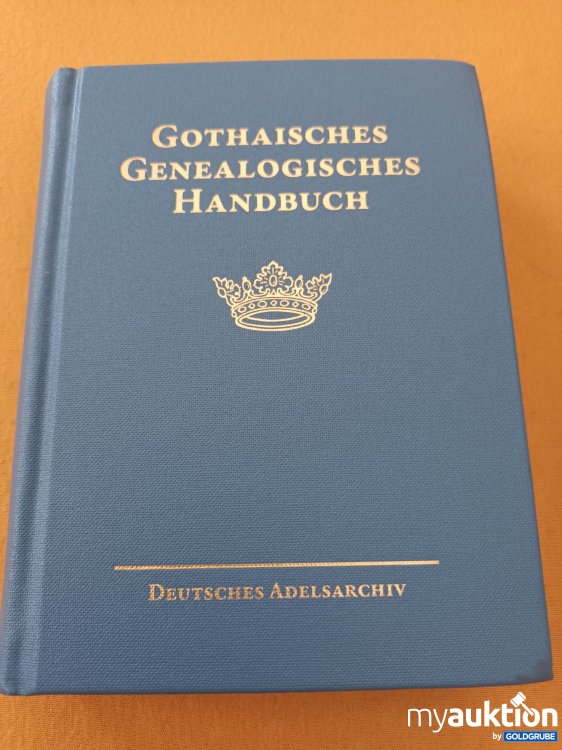 GOTHAISCHES
GENEALOGISCHES
HANDBUCH
DEUTSCHES ADELSARCHIV
myauktion
by GOLDGRUBE